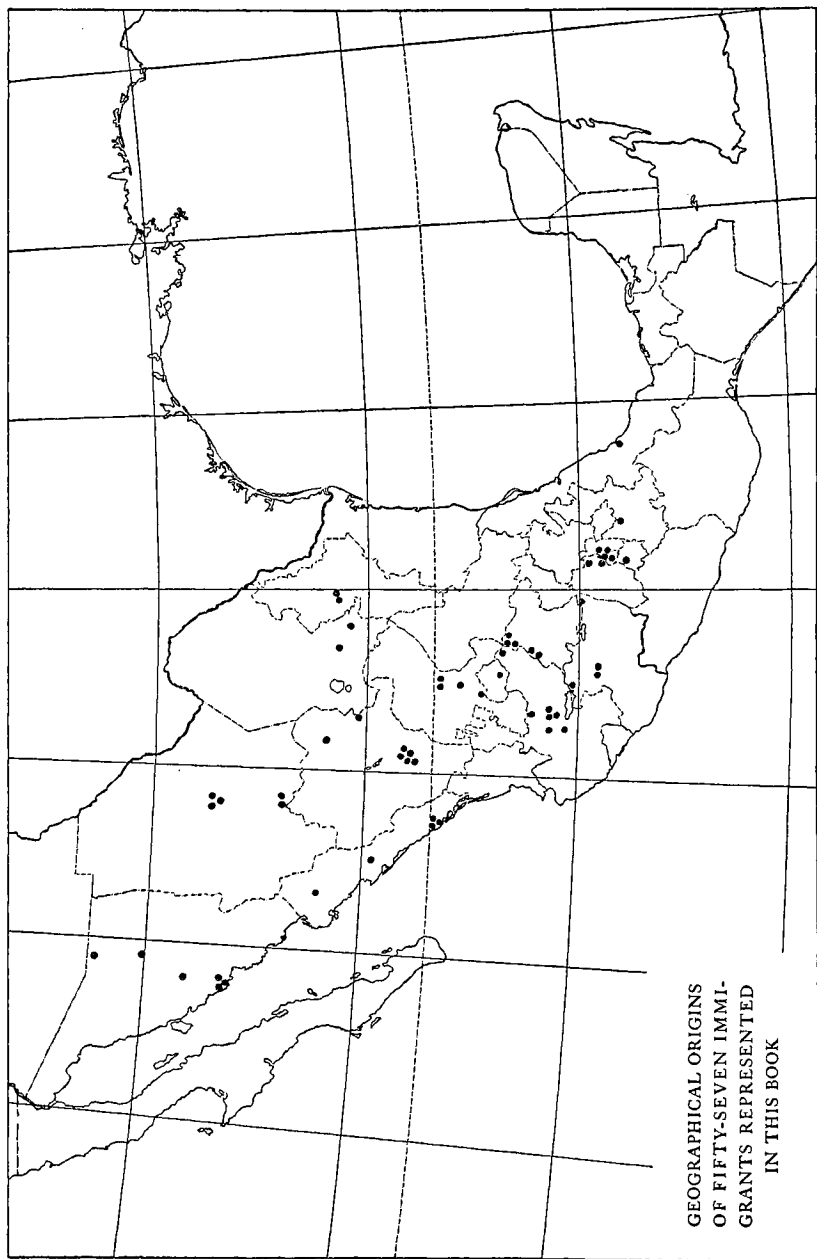 GEOGRAPHICAL ORIGINS
OF FIFTY-SEVEN IMMI-
GRANTS REPRESENTED
IN THIS BOOK